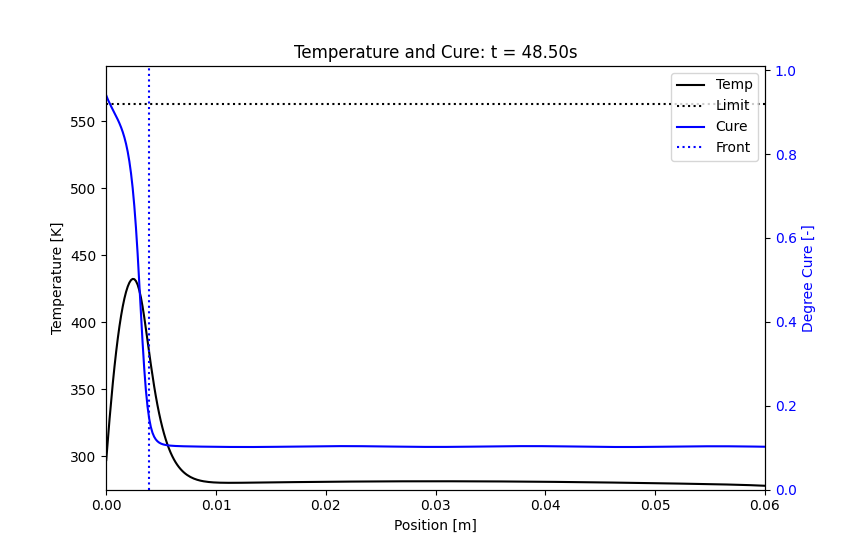 Temperature and Cure: t = 48.50s
Temp
Limit
Cure
Front
Temperature [K]
550
500
450
400
350
300
Degree Cure [-]
1.0
0.8
0.6
0.4
0.2
0.0
0.00 0.01 0.02 0.03 0.04 0.05 0.06
Position [m]